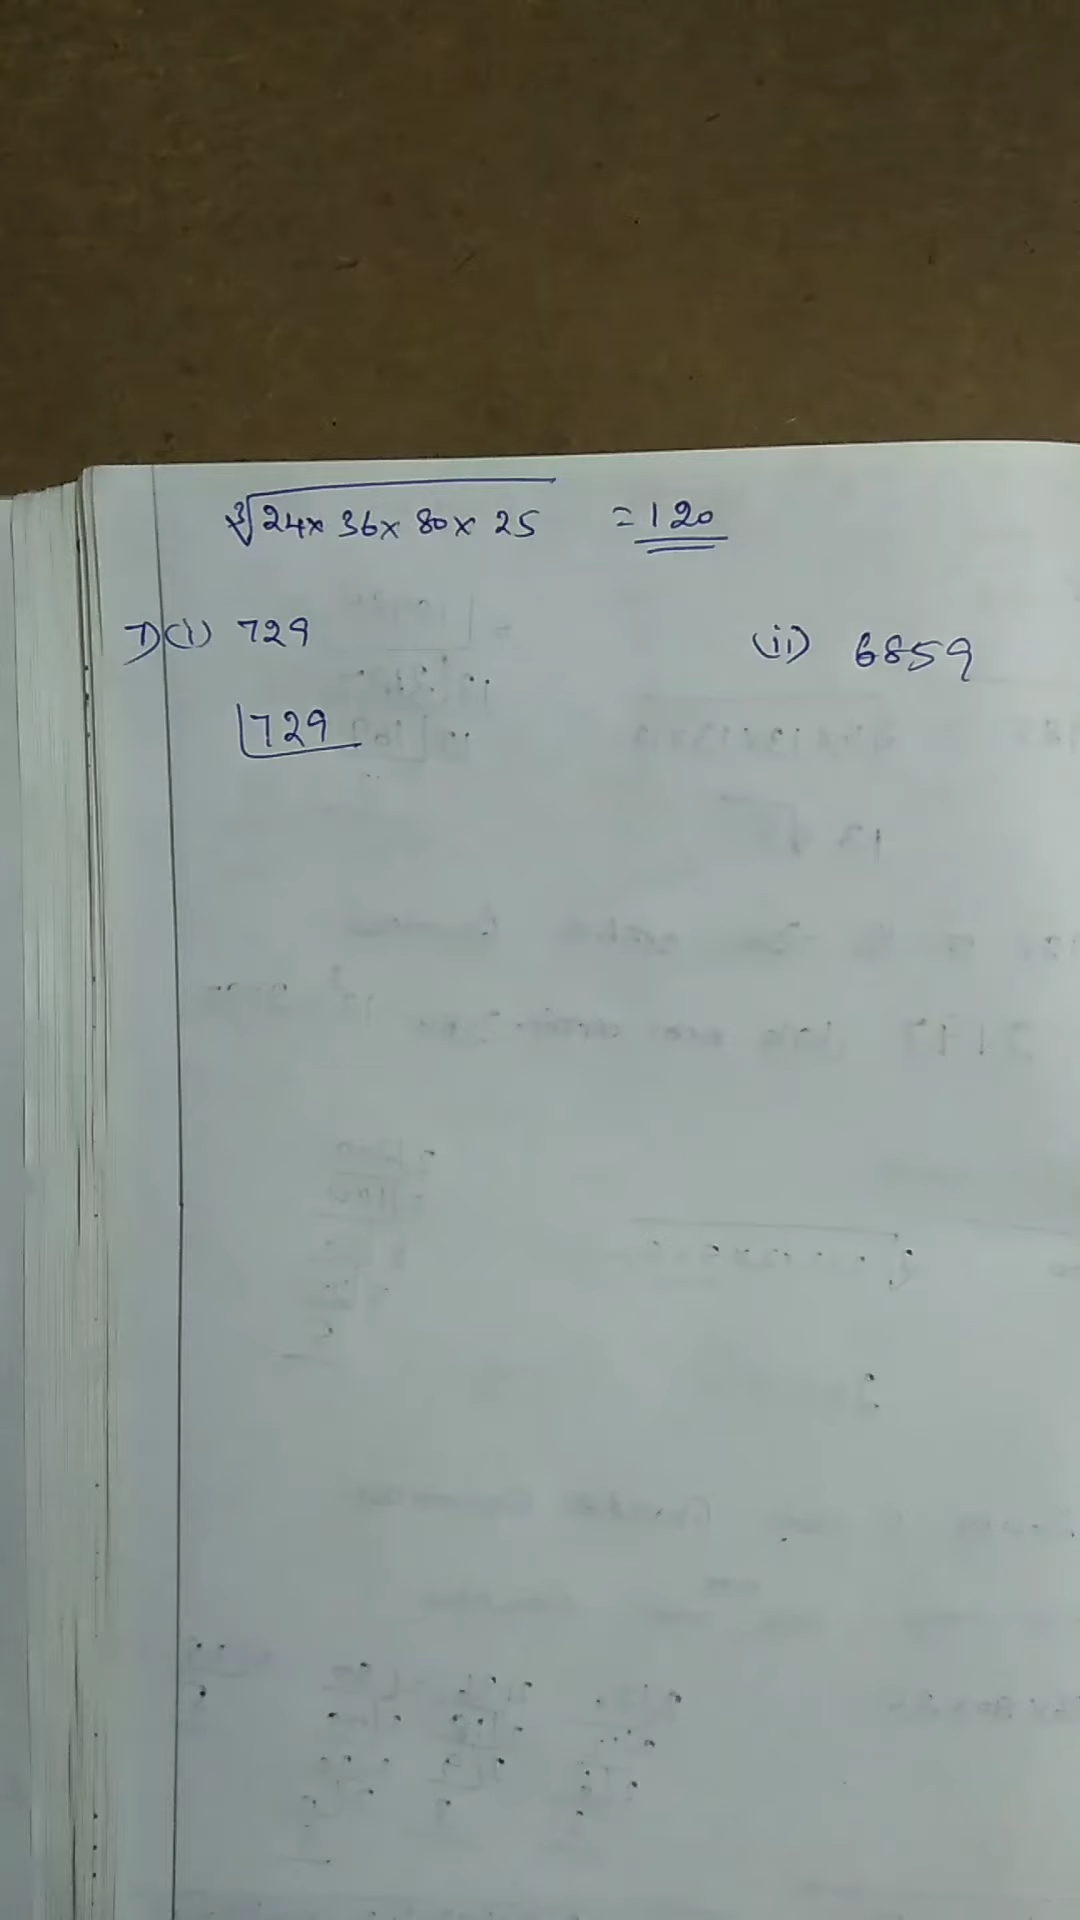 ∛24× 36× 80× 25 = 120
7)(i) 729 (ii) 6859
729